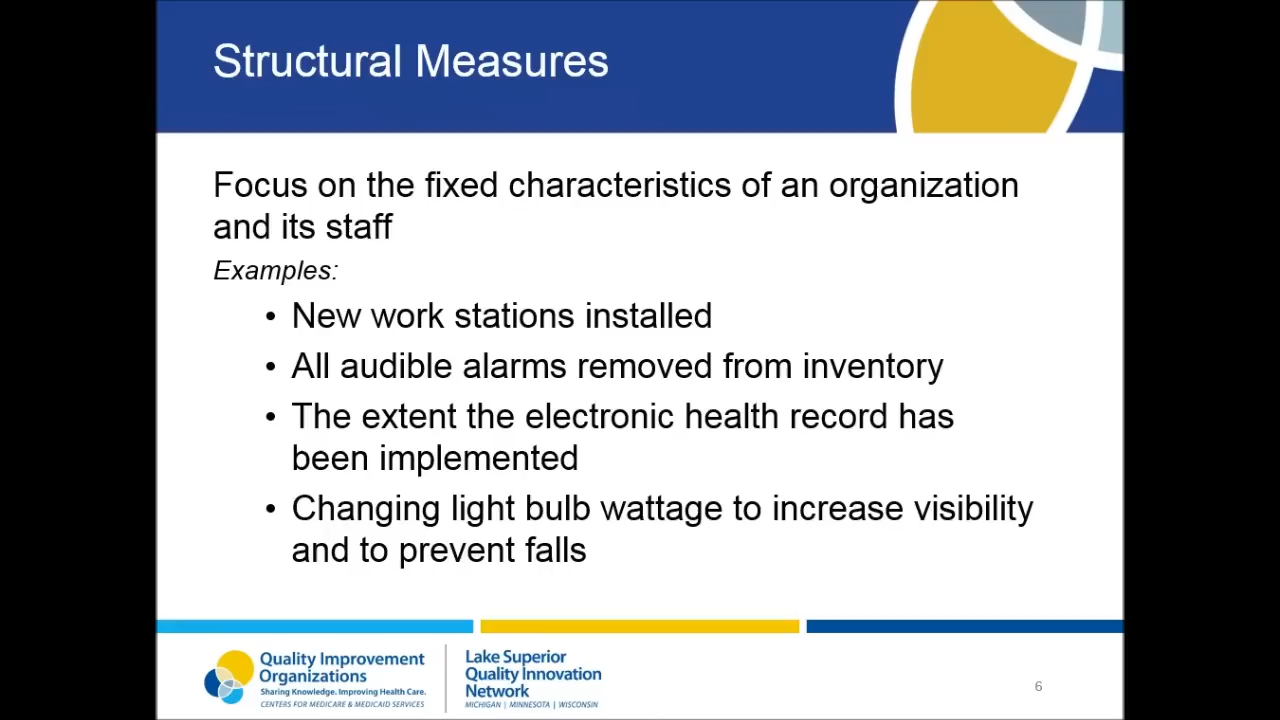 Structural Measures
Focus on the fixed characteristics of an organization
and its staff
Examples:
• New work stations installed
• All audible alarms removed from inventory
• The extent the electronic health record has
been implemented
• Changing light bulb wattage to increase visibility
and to prevent falls
Quality Improvement
Organizations
Sharing Knowledge. Improving Health Care.
CENTERS FOR MEDICARE & MEDICAID SERVICES
Lake Superior
Quality Innovation
Network
MICHIGAN | MINNESOTA | WISCONSIN
6